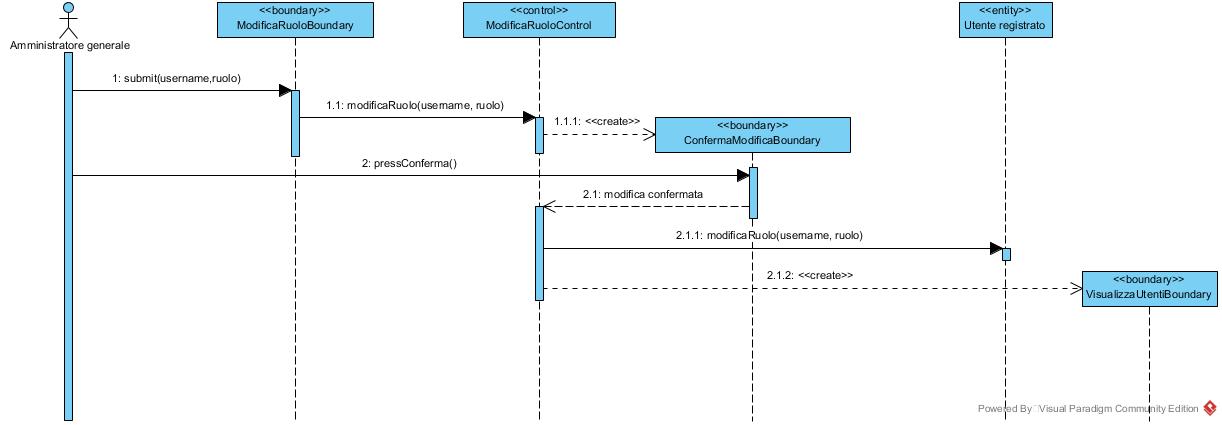 <<boundary>>
ModificaRuoloBoundary
<<control>>
ModificaRuoloControl
<<entity>>
Utente registrato
Amministratore generale
1: submit(username,ruolo)
1.1: modificaRuolo(username, ruolo)
1.1.1: <<create>>
<<boundary>>
ConfermaModificaBoundary
2: pressConferma()
2.1: modifica confermata
2.1.1: modificaRuolo(username, ruolo)
2.1.2: <<create>>
<<boundary>>
VisualizzaUtentiBoundary
Powered By Visual Paradigm Community Edition